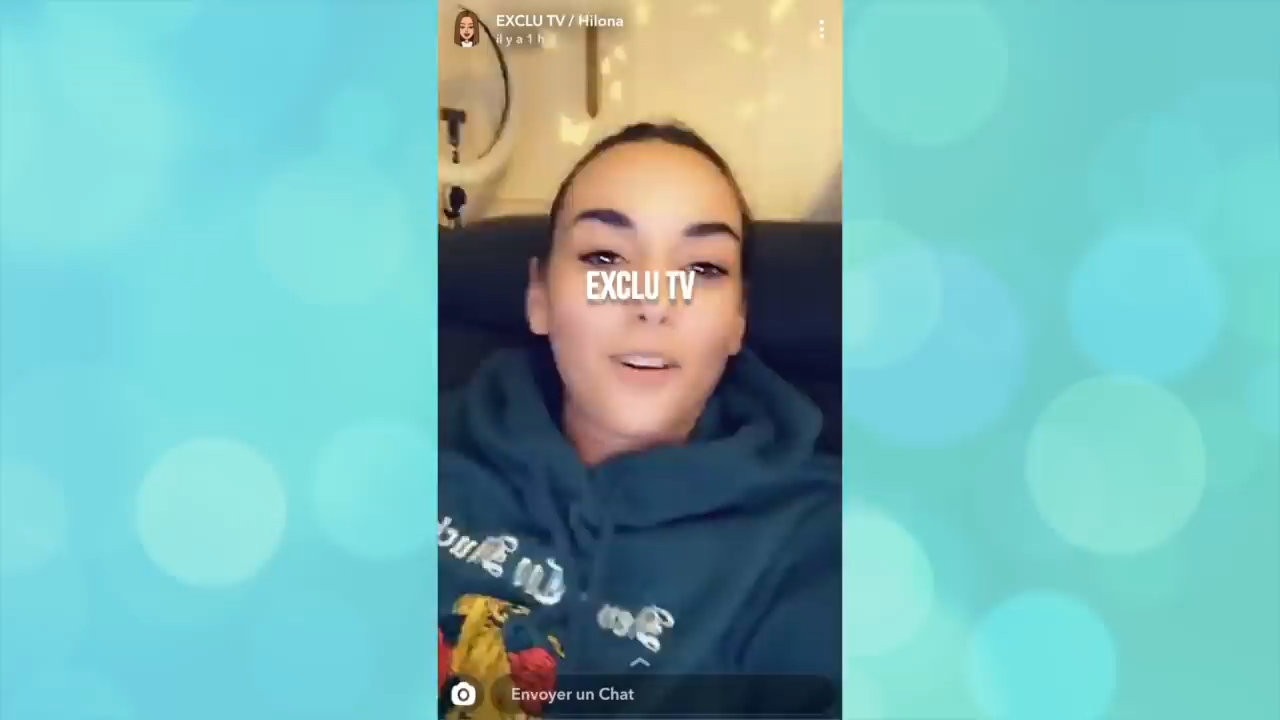 EXCLU TV / Hilona
il y a 1 h
EXCLU TV
Envoyer un Chat